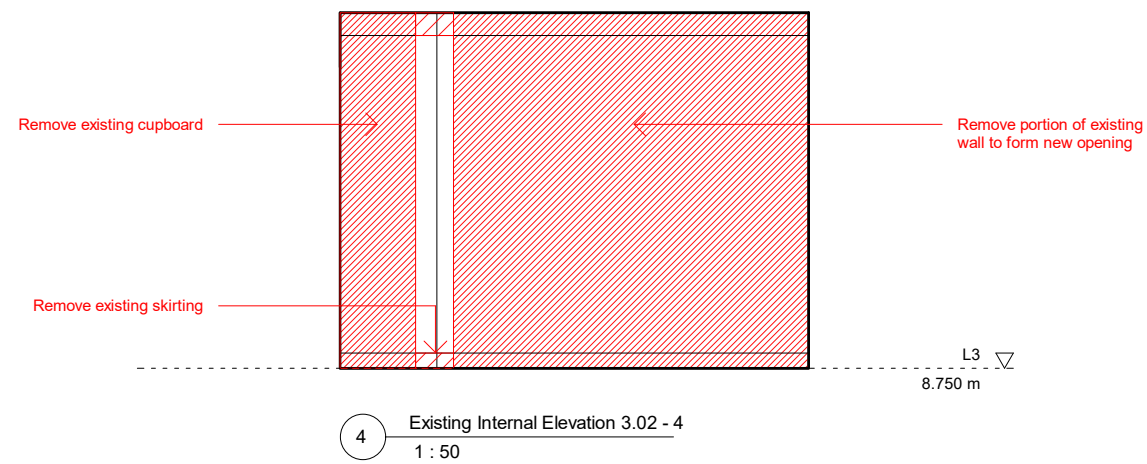 Remove existing cupboard
Remove portion of existing
wall to form new opening
Remove existing skirting
L3
8.750 m
4
Existing Internal Elevation 3.02 - 4
1 : 50